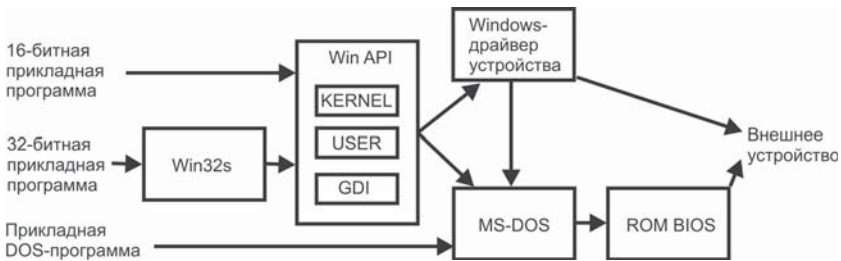 16-битная
прикладная
программа
32-битная
прикладная
программа
Win32s
Win API
KERNEL
USER
GDI
Windows-
драйвер
устройства
Внешнее
устройство
Прикладная
DOS-программа
MS-DOS
ROM BIOS